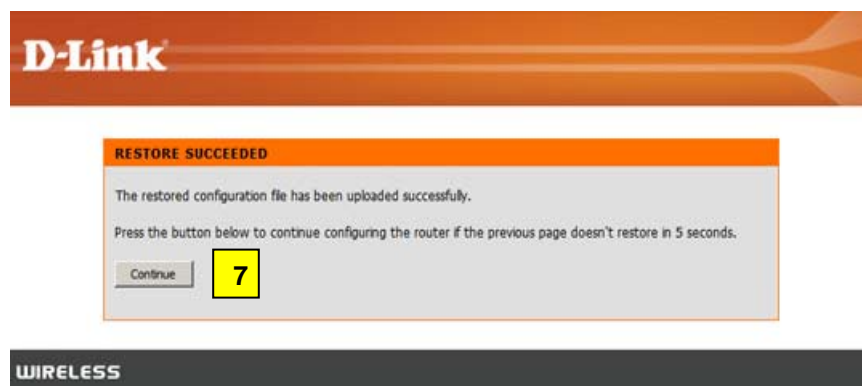 D-Link
RESTORE SUCCEEDED
The restored configuration file has been uploaded successfully.
Press the button below to continue configuring the router if the previous page doesn't restore in 5 seconds.
Continue
7
WIRELESS